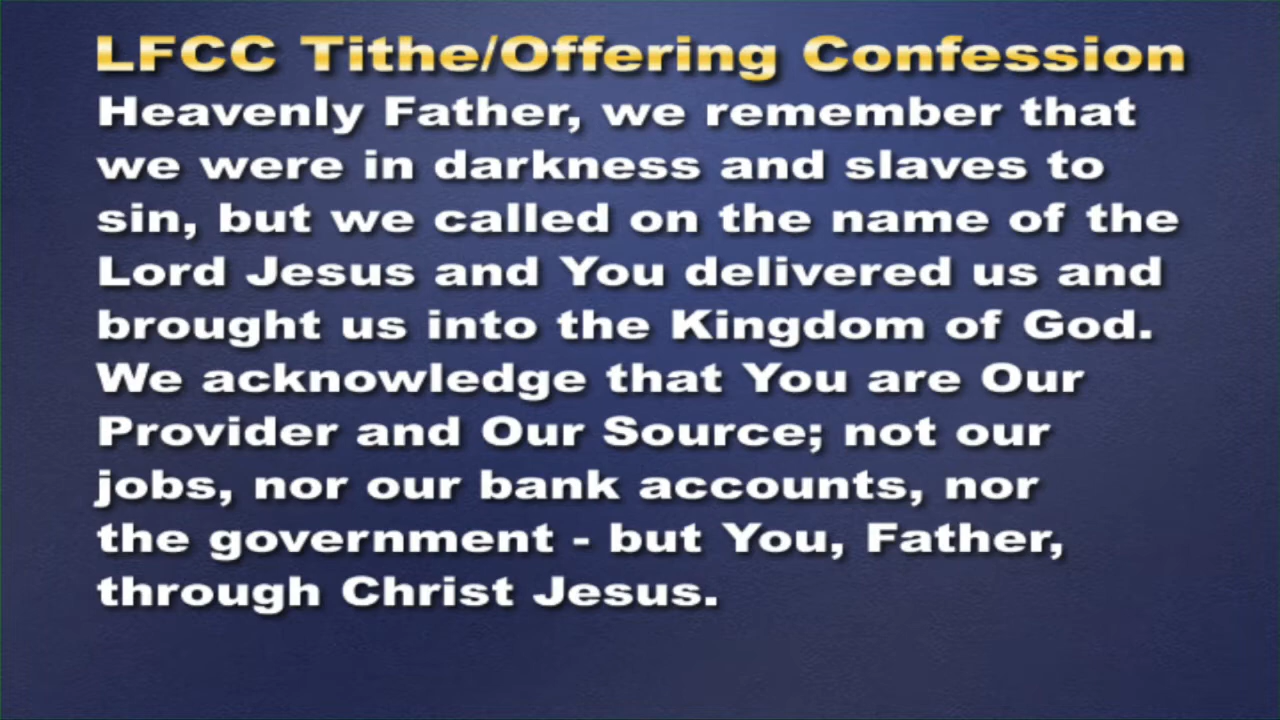 LFCC Tithe/Offering Confession
Heavenly Father, we remember that
we were in darkness and slaves to
sin, but we called on the name of the
Lord Jesus and You delivered us and
brought us into the Kingdom of God.
We acknowledge that You are Our
Provider and Our Source; not our
jobs, nor our bank accounts, nor
the government - but You, Father,
through Christ Jesus.